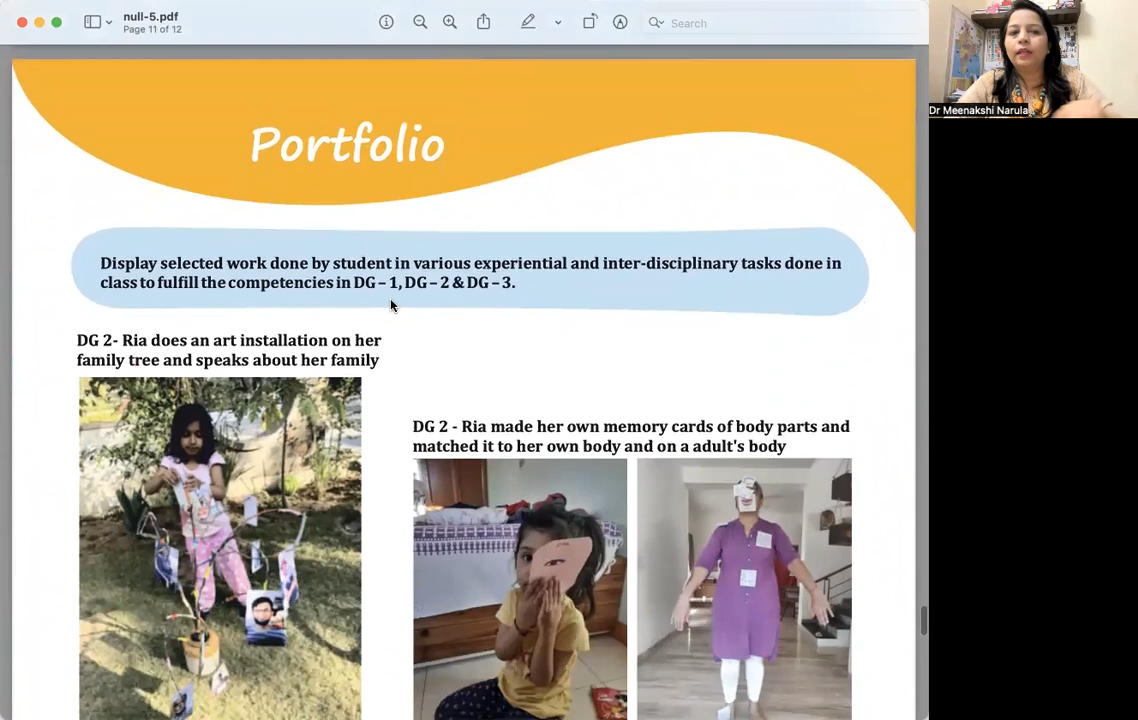 null-5.pdf
Page 11 of 12
Search
Dr Meenakshi Narula
Portfolio
Display selected work done by student in various experiential and inter-disciplinary tasks done in
class to fulfill the competencies in DG – 1, DG – 2 & DG – 3.
DG 2- Ria does an art installation on her
family tree and speaks about her family
DG 2 - Ria made her own memory cards of body parts and
matched it to her own body and on a adult's body